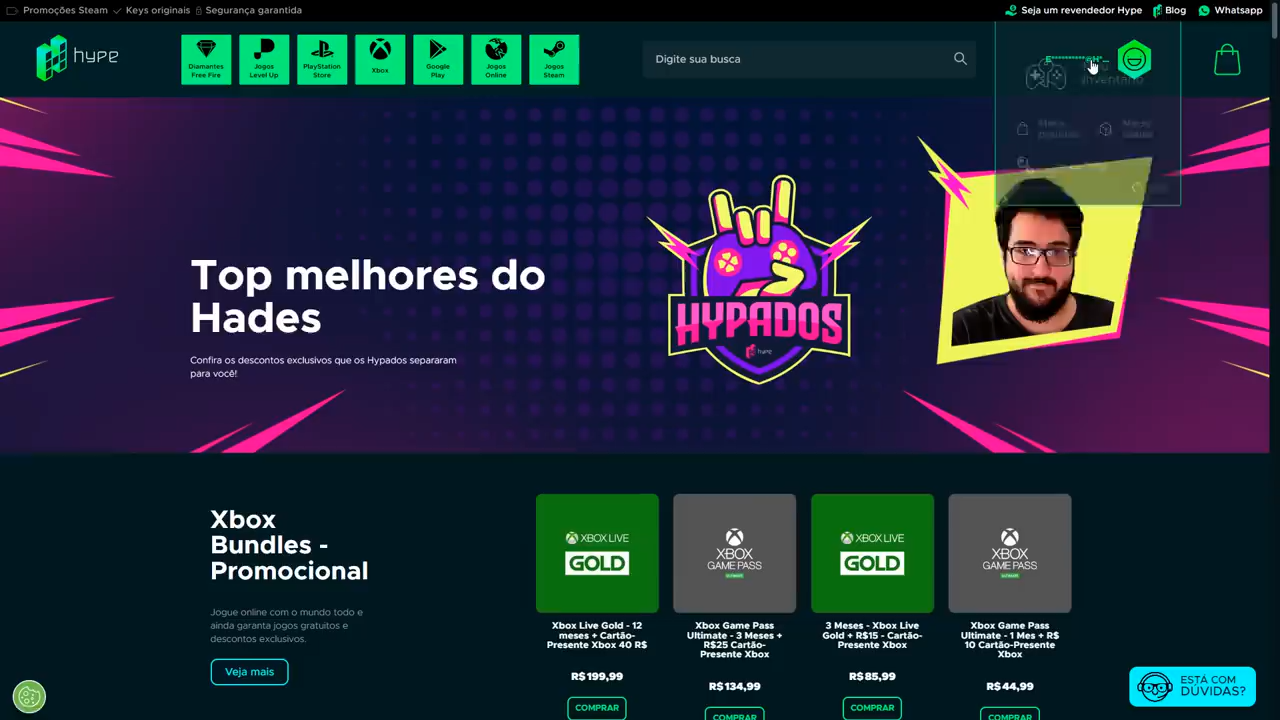 Promoções Steam
Keys originais
Segurança garantida
Seja um revendedor Hype
Blog
Whatsapp
hype
Diamantes
Free Fire
Jogos
Level Up
PlayStation
Store
Xbox
Google
Play
Jogos
Online
Jogos
Steam
Digite sua busca
Inventário
Top melhores do
Hades
Confira os descontos exclusivos que os Hypados separaram
para você!
HYPADOS
hype
Xbox
Bundles -
Promocional
Jogue online com o mundo todo e
ainda garanta jogos gratuitos e
descontos exclusivos.
Veja mais
XBOX LIVE
GOLD
Xbox Live Gold - 12
meses + Cartão-
Presente Xbox 40 R$
R$ 199,99
COMPRAR
XBOX
GAME PASS
ULTIMATE
Xbox Game Pass
Ultimate - 3 Meses +
R$25 Cartão-
Presente Xbox
R$ 134,99
COMPRAR
XBOX LIVE
GOLD
3 Meses - Xbox Live
Gold + R$15 - Cartão-
Presente Xbox
R$ 85,99
COMPRAR
XBOX
GAME PASS
ULTIMATE
Xbox Game Pass
Ultimate - 1 Mes + R$
10 Cartão-Presente
Xbox
R$ 44,99
COMPRAR
ESTÁ COM
DÚVIDAS?